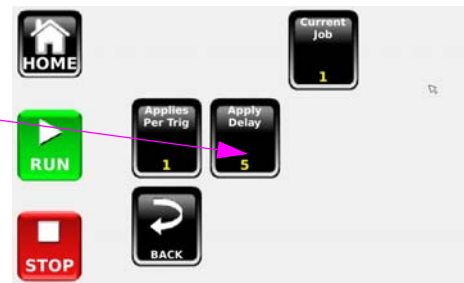 HOME
Current
Job
1
RUN
Applies
Per Trig
1
Apply
Delay
5
STOP
BACK